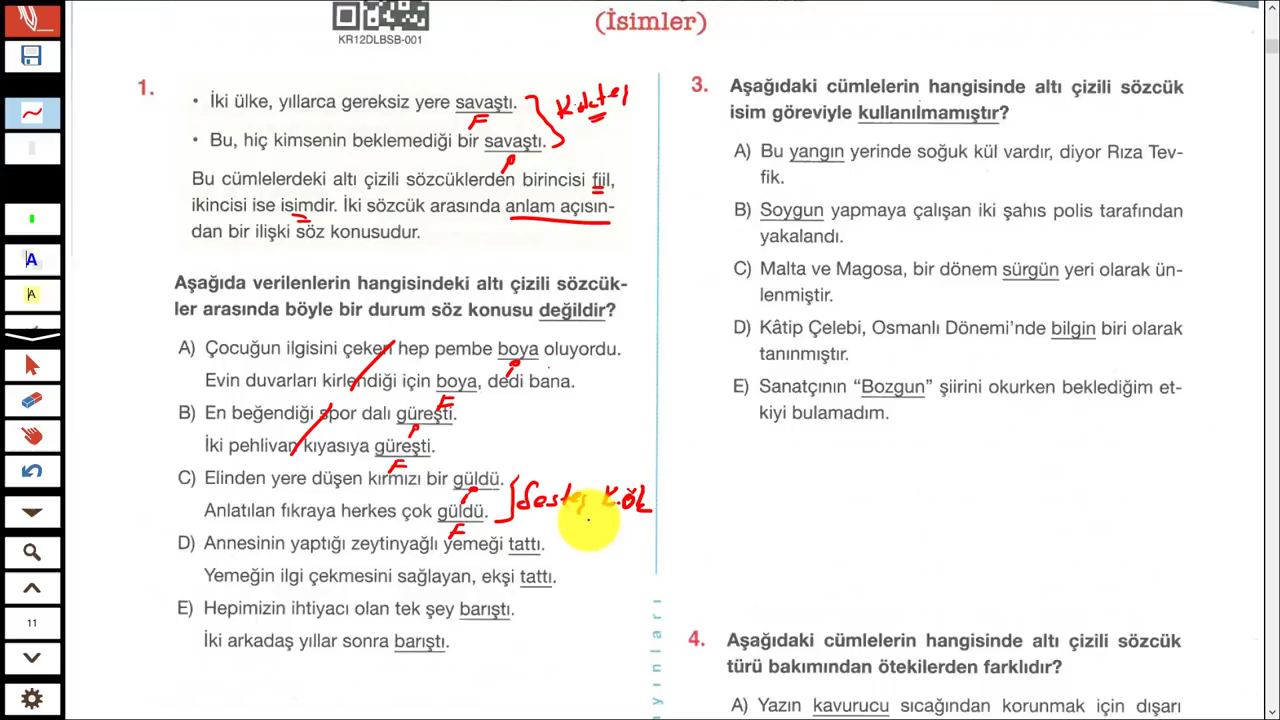 (İsimler)
KR12DLBSB-001
1.
• İki ülke, yıllarca gereksiz yere savaştı.
• Bu, hiç kimsenin beklemediği bir savaştı.
Bu cümlelerdeki altı çizili sözcüklerden birincisi fiil,
ikincisi ise isimdir. İki sözcük arasında anlam açısın-
dan bir ilişki söz konusudur.
F
F
Aşağıda verilenlerin hangisindeki altı çizili sözcük-
ler arasında böyle bir durum söz konusu değildir?
A) Çocuğun ilgisini çeken hep pembe boya oluyordu.
Evin duvarları kirlendiği için boya, dedi bana.
F
B) En beğendiği spor dalı güreşti.
İki pehlivan kıyasıya güreşti.
F
C) Elinden yere düşen kırmızı bir güldü.
Anlatılan fıkraya herkes çok güldü.
F
D) Annesinin yaptığı zeytinyağlı yemeği tattı.
Yemeğin ilgi çekmesini sağlayan, ekşi tattı.
E) Hepimizin ihtiyacı olan tek şey barıştı.
İki arkadaş yıllar sonra barıştı.
3. Aşağıdaki cümlelerin hangisinde altı çizili sözcük
isim göreviyle kullanılmamıştır?
A) Bu yangın yerinde soğuk kül vardır, diyor Rıza Tev-
fik.
B) Soygun yapmaya çalışan iki şahıs polis tarafından
yakalandı.
C) Malta ve Magosa, bir dönem sürgün yeri olarak ün-
lenmiştir.
D) Kâtip Çelebi, Osmanlı Dönemi’nde bilgin biri olarak
tanınmıştır.
E) Sanatçının “Bozgun” şiirini okurken beklediğim et-
kiyi bulamadım.
4. Aşağıdaki cümlelerin hangisinde altı çizili sözcük
türü bakımından ötekilerden farklıdır?
A) Yazın kavurucu sıcağından korunmak için dışarı
ayınları
A
A
11